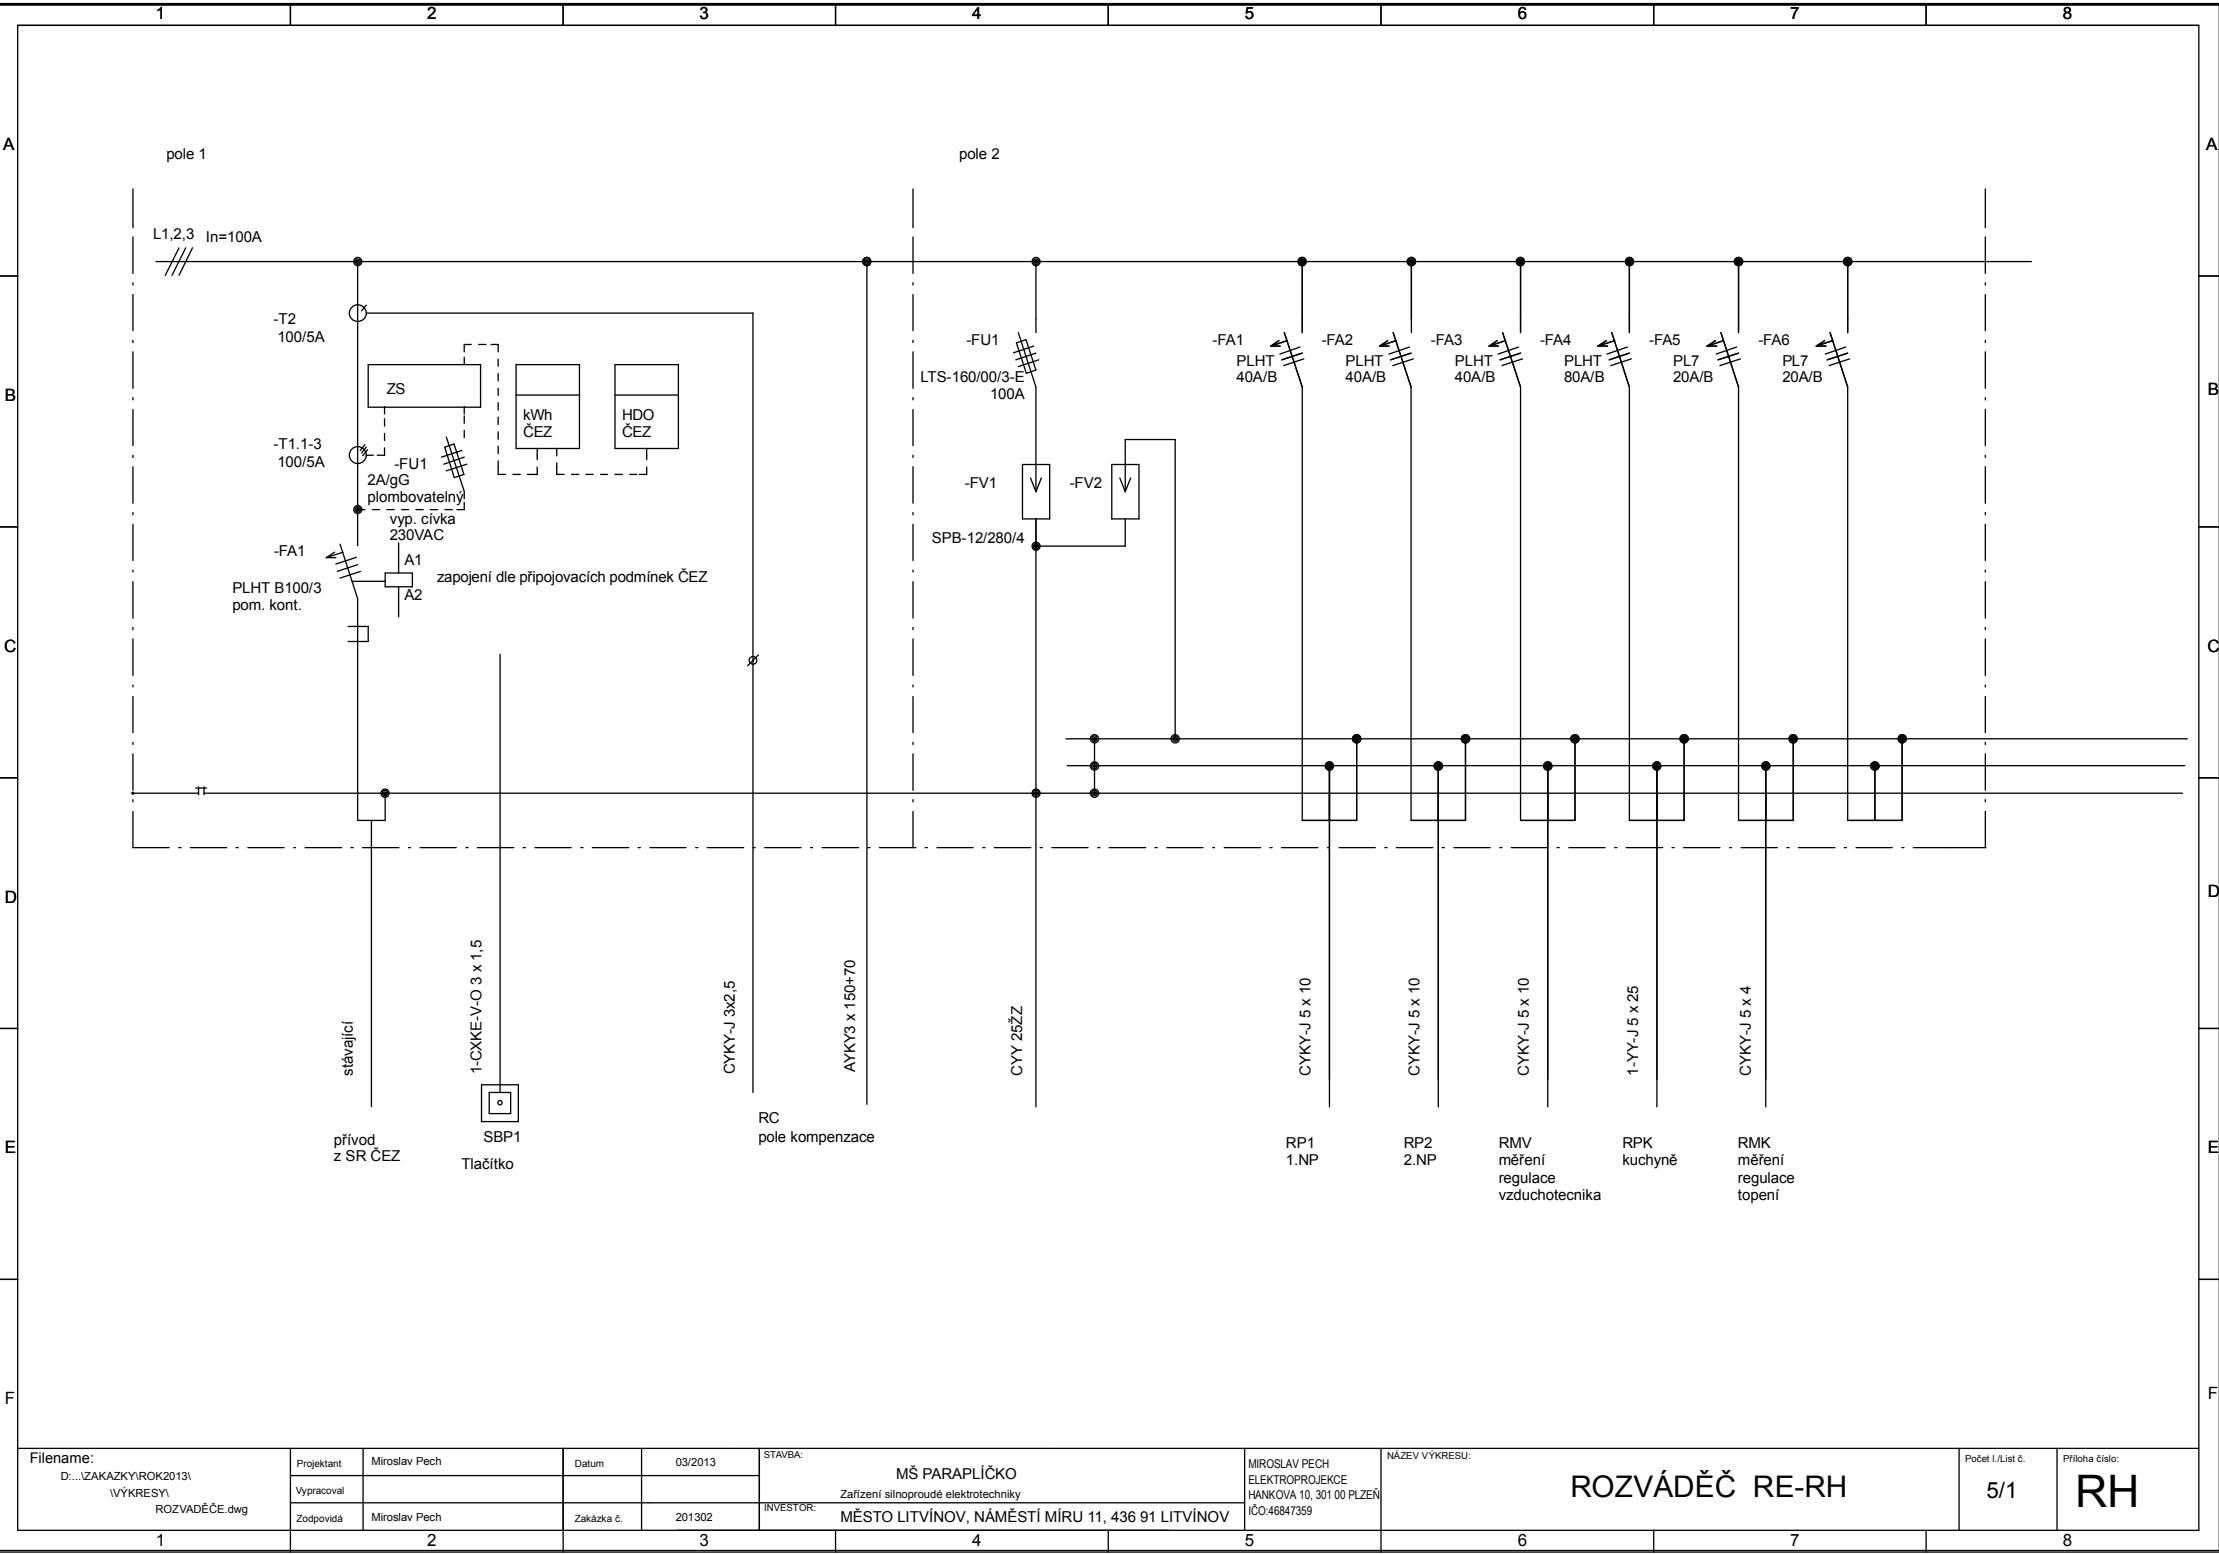 1 2 3 4 5 6 7 8
A A
pole 1
pole 2
L1,2,3
In=100A
B B
-T2
100/5A
ZS
kWh
ČEZ
HDO
ČEZ
-T1.1-3
100/5A
-FU1
2A/gG
plombovatelný
vyp. cívka
230VAC
-FA1
PLHT B100/3
pom. kont.
A1
A2
zapojení dle připojovacích podmínek ČEZ
-FU1
LTS-160/00/3-E
100A
-FV1
-FV2
SPB-12/280/4
-FA1
PLHT
40A/B
-FA2
PLHT
40A/B
-FA3
PLHT
40A/B
-FA4
PLHT
80A/B
-FA5
PL7
20A/B
-FA6
PL7
20A/B
C C
D D
stávající
1-CXKE-V-O 3 x 1,5
CYKY-J 3x2,5
AYKY3 x 150+70
CYY 25ŽZ
CYKY-J 5 x 10
CYKY-J 5 x 10
CYKY-J 5 x 10
1-YY-J 5 x 25
CYKY-J 5 x 4
E E
přívod
z SR ČEZ
SBP1
Tlačítko
RC
pole kompenzace
RP1
1.NP
RP2
2.NP
RMV
měření
regulace
vzduchotecnika
RPK
kuchyně
RMK
měření
regulace
topení
F F
Filename:
D:...\ZAKAZKY\ROK2013\
\VÝKRESY\
ROZVADĚČE.dwg
Projektant Miroslav Pech
Vypracoval
Zodpovídá Miroslav Pech
Datum 03/2013
Zakázka č. 201302
STAVBA:
MŠ PARAPLÍČKO
Zařízení silnoproudé elektrotechniky
INVESTOR:
MĚSTO LITVÍNOV, NÁMĚSTÍ MÍRU 11, 436 91 LITVÍNOV
MIROSLAV PECH
ELEKTROPROJEKCE
HANKOVA 10, 301 00 PLZEŇ
IČO:46847359
NÁZEV VÝKRESU:
ROZVÁDĚČ RE-RH
Počet l./List č.
5/1
Příloha číslo:
RH
1 2 3 4 5 6 7 8